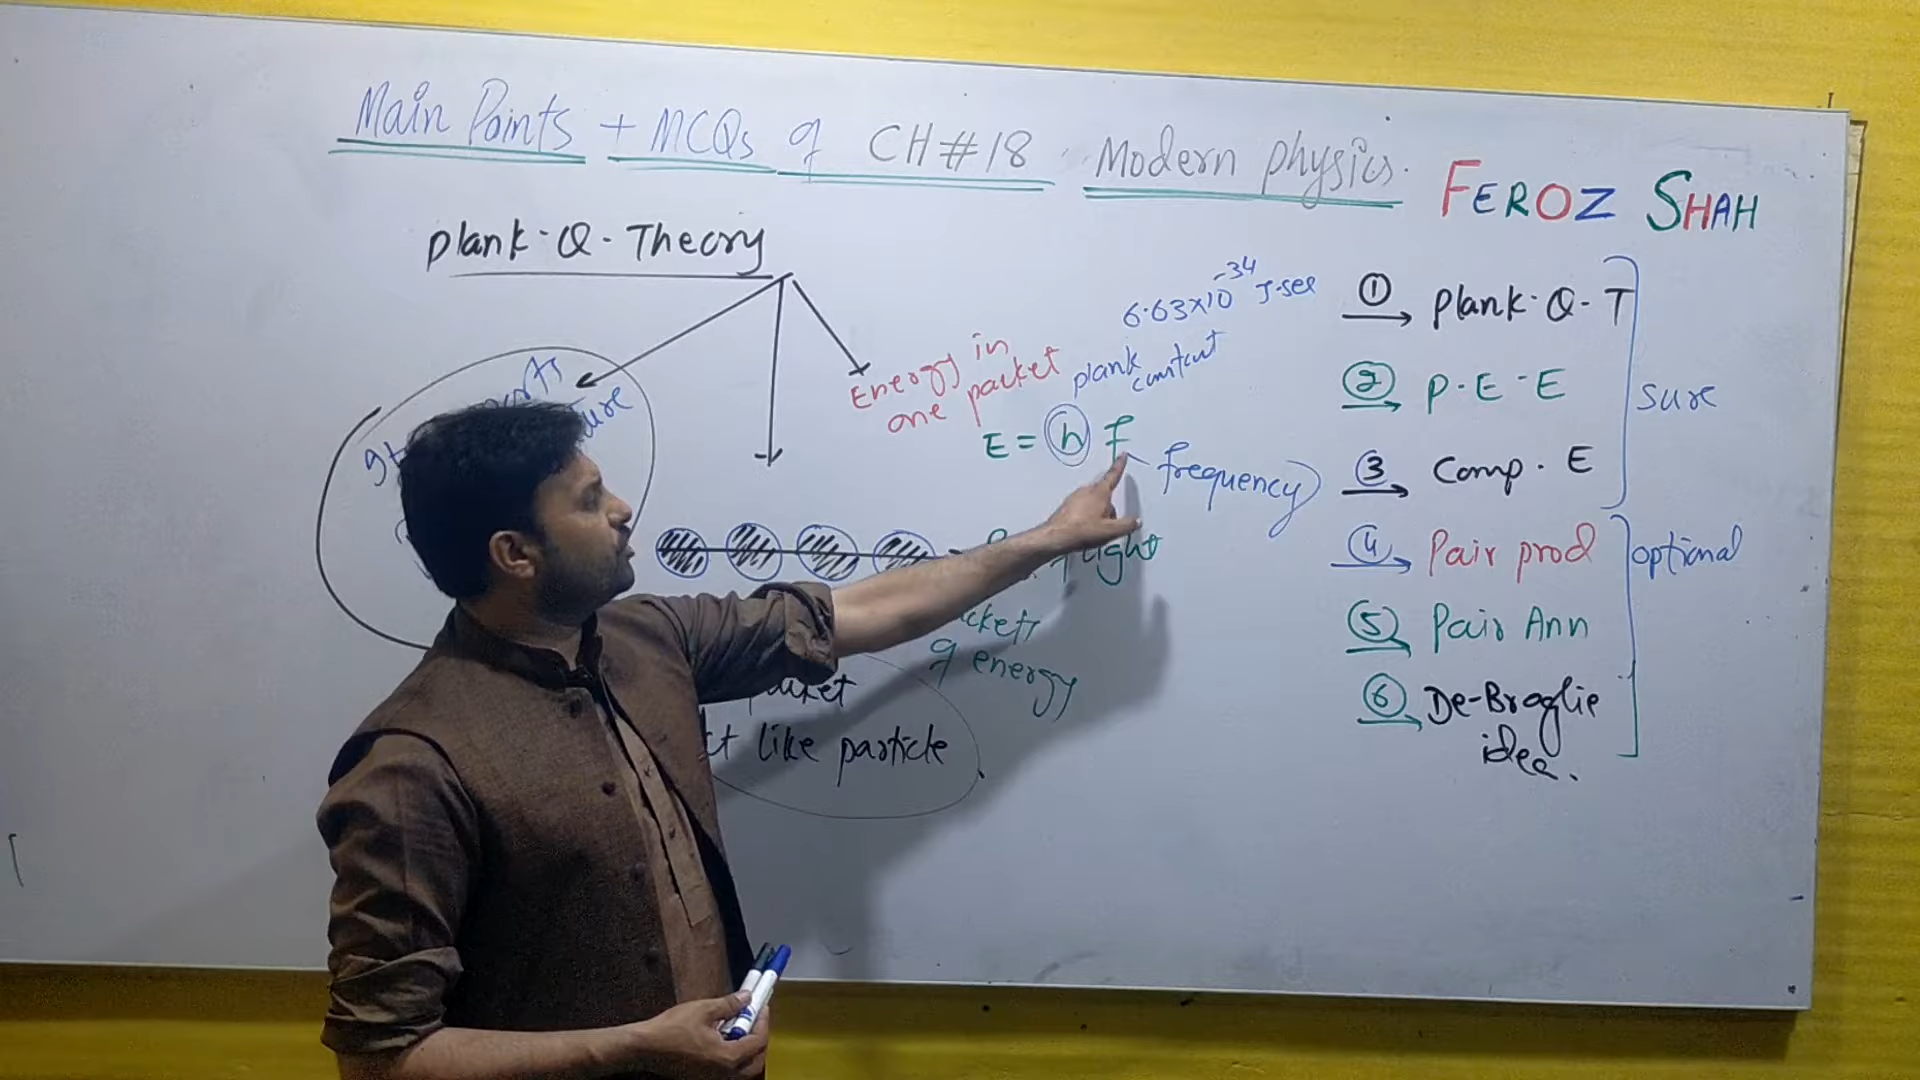 Main Points + MCQs of CH#18 Modern physics.
FEROZ SHAH
Plank-Q-Theory
6.63x10-34 J-sec
plank constant
Energy in one packet
E = h f
frequency
light
of energy
like particle
① Plank-Q-T
② P-E-E
③ Comp. E
sure
④ Pair prod
⑤ Pair Ann
⑥ De-Broglie
idea.
optional